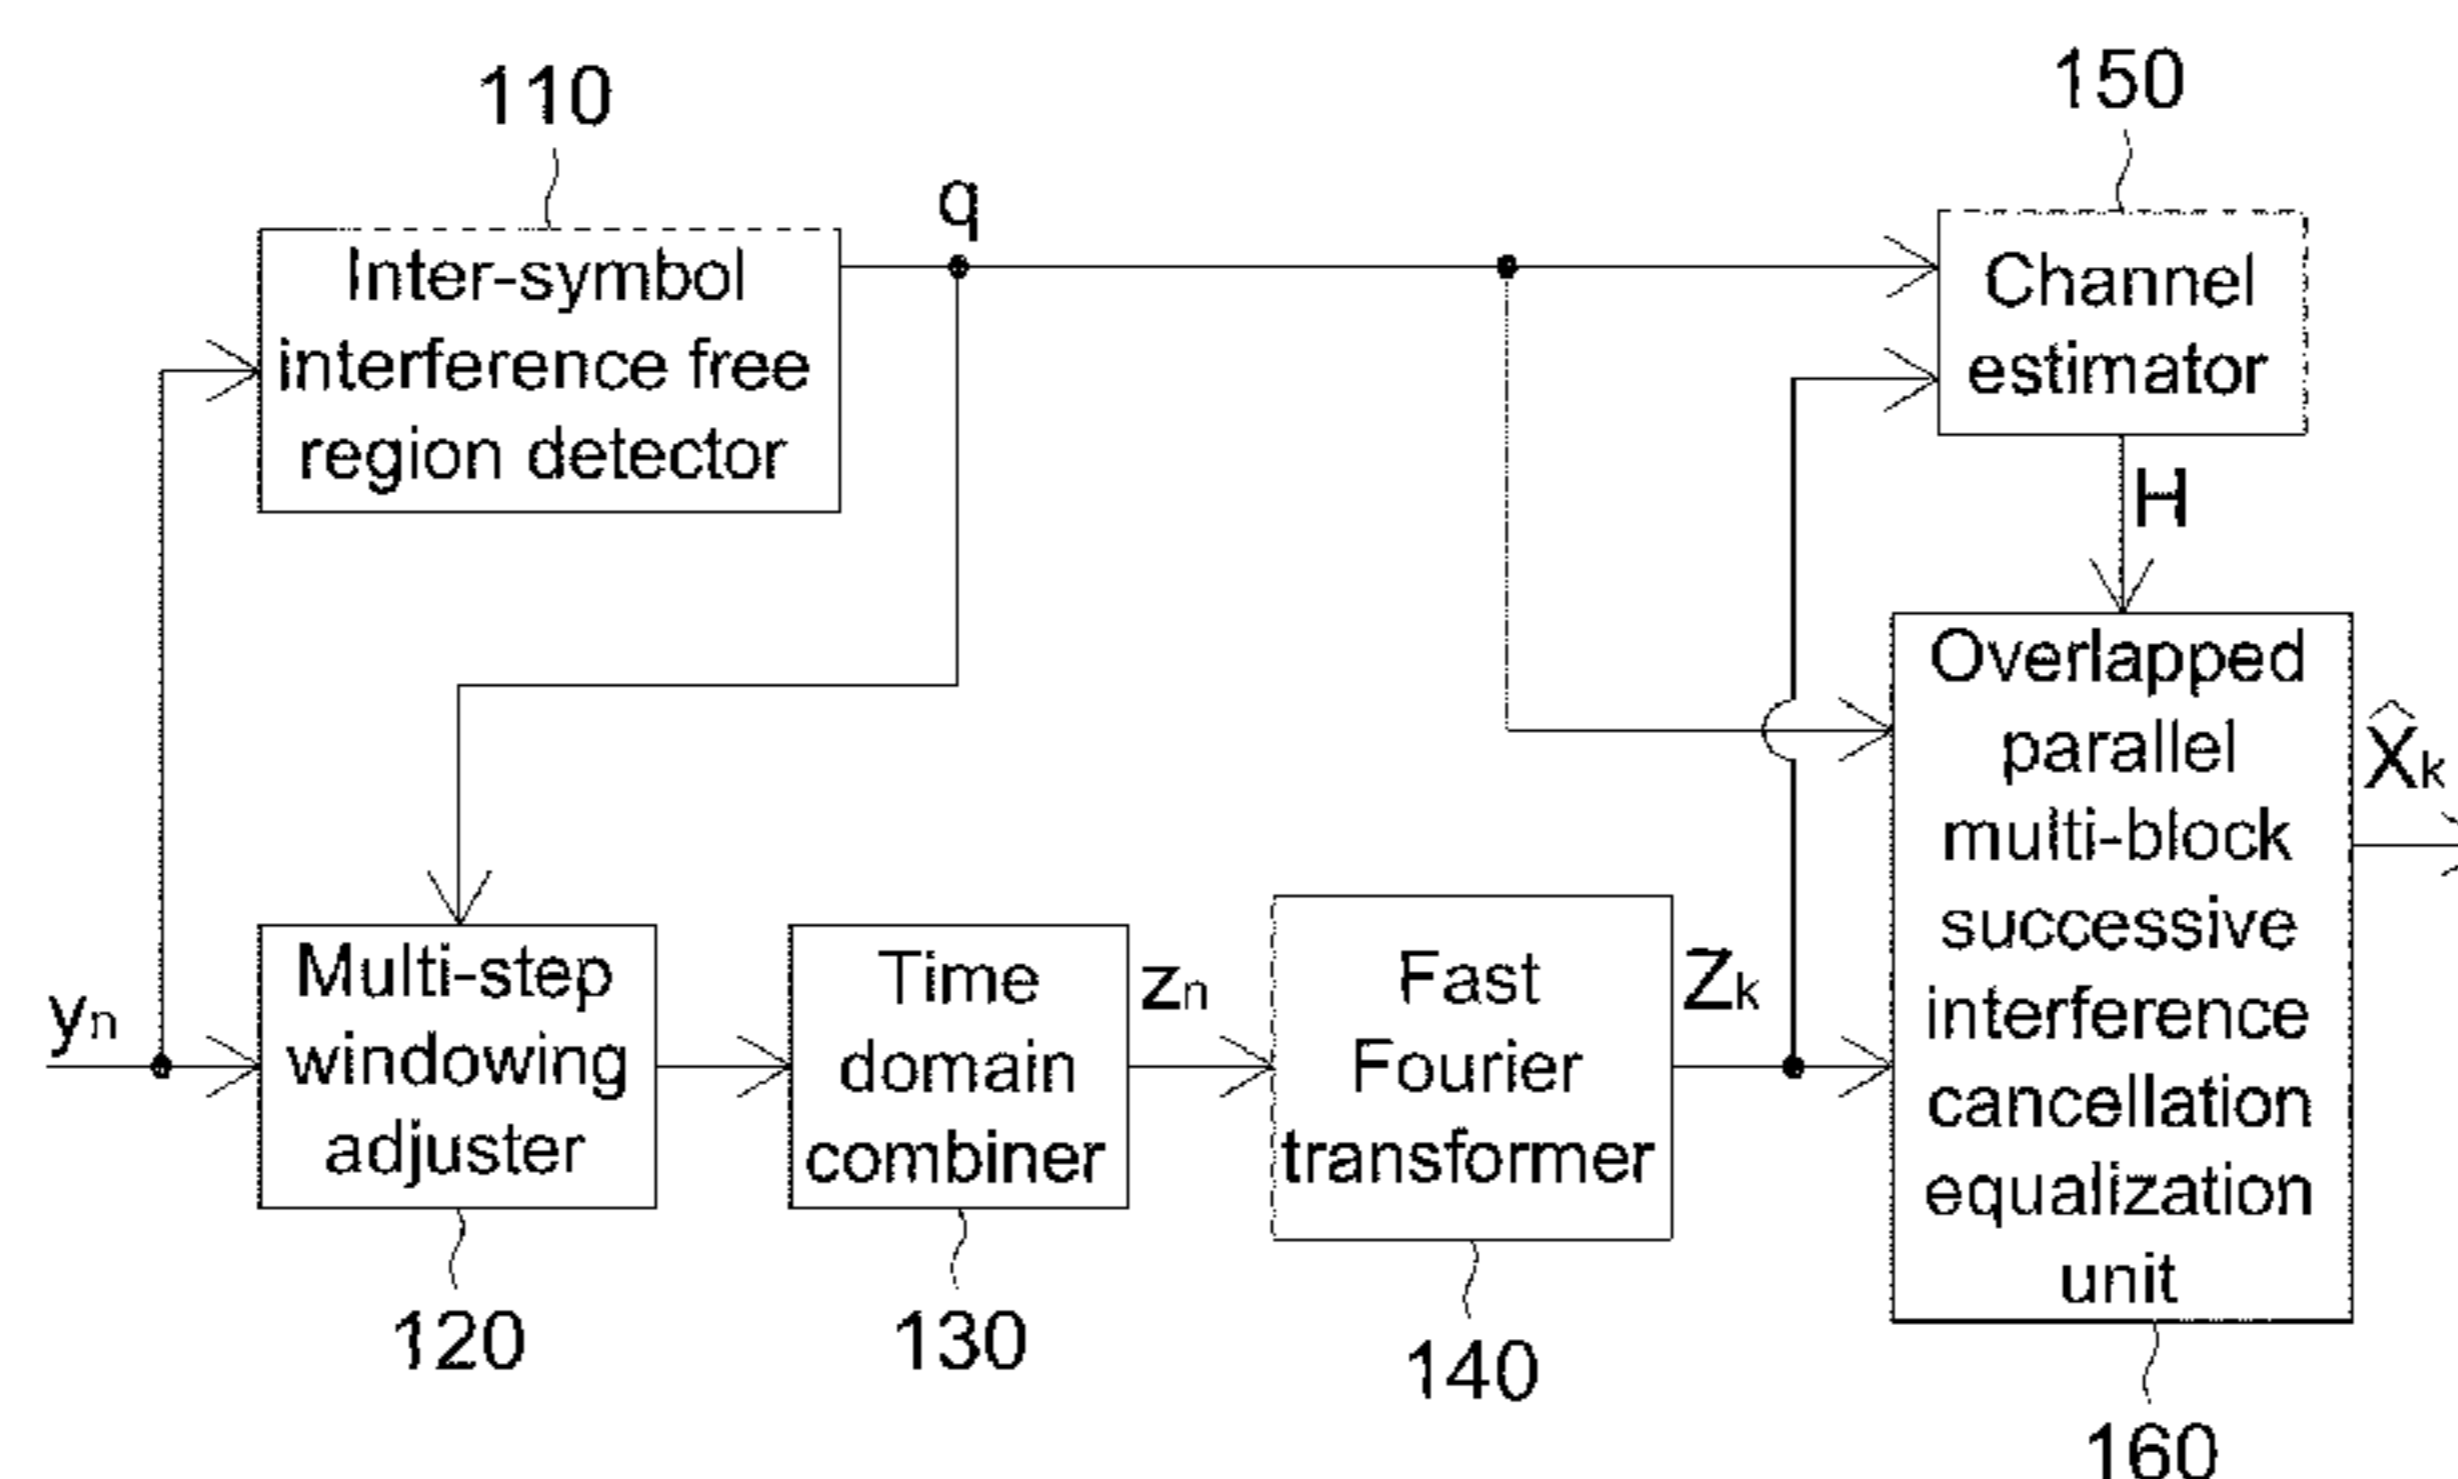 110
150
q
Inter-symbol
interference free
region detector
Channel
estimator
H
Overlapped
parallel
multi-block
successive
interference
cancellation
equalization
unit
X̂k
yn
Multi-step
windowing
adjuster
Time
domain
combiner
zn
Fast
Fourier
transformer
Zk
120
130
140
160